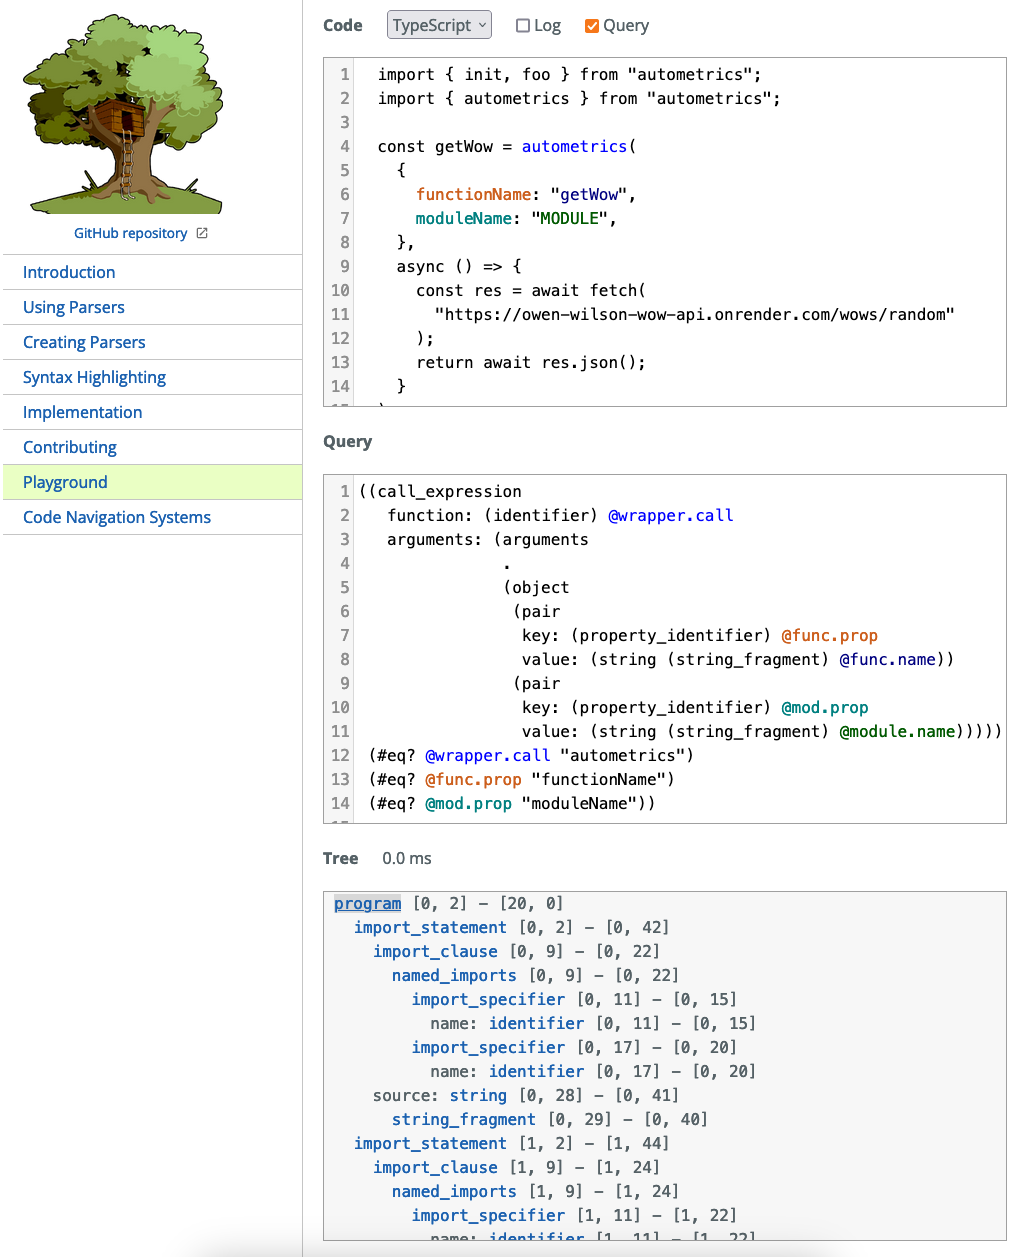 GitHub repository
Introduction
Using Parsers
Creating Parsers
Syntax Highlighting
Implementation
Contributing
Playground
Code Navigation Systems
Code TypeScript Log Query
1 import { init, foo } from "autometrics";
2 import { autometrics } from "autometrics";
3
4 const getWow = autometrics(
5 {
6 functionName: "getWow",
7 moduleName: "MODULE",
8 },
9 async () => {
10 const res = await fetch(
11 "https://owen-wilson-wow-api.onrender.com/wows/random"
12 );
13 return await res.json();
14 }
Query
1 ((call_expression
2 function: (identifier) @wrapper.call
3 arguments: (arguments
4 .
5 (object
6 (pair
7 key: (property_identifier) @func.prop
8 value: (string (string_fragment) @func.name))
9 (pair
10 key: (property_identifier) @mod.prop
11 value: (string (string_fragment) @module.name)))))
12 (#eq? @wrapper.call "autometrics")
13 (#eq? @func.prop "functionName")
14 (#eq? @mod.prop "moduleName"))
Tree 0.0 ms
program [0, 2] - [20, 0]
import_statement [0, 2] - [0, 42]
import_clause [0, 9] - [0, 22]
named_imports [0, 9] - [0, 22]
import_specifier [0, 11] - [0, 15]
name: identifier [0, 11] - [0, 15]
import_specifier [0, 17] - [0, 20]
name: identifier [0, 17] - [0, 20]
source: string [0, 28] - [0, 41]
string_fragment [0, 29] - [0, 40]
import_statement [1, 2] - [1, 44]
import_clause [1, 9] - [1, 24]
named_imports [1, 9] - [1, 24]
import_specifier [1, 11] - [1, 22]
name: identifier [1, 11] - [1, 22]